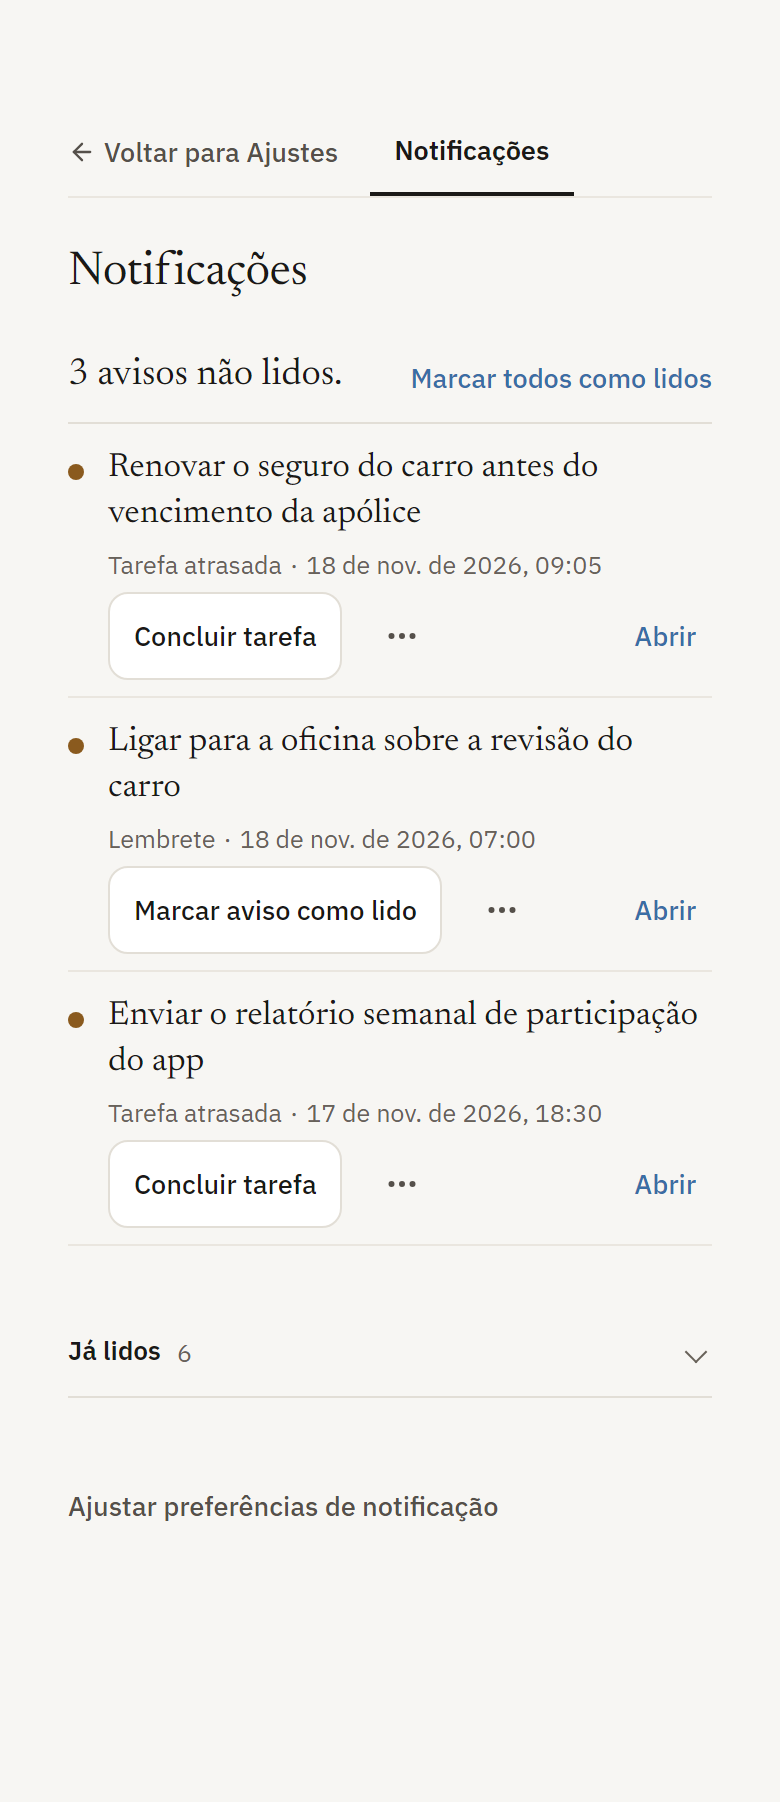 Voltar para Ajustes
Notificações
Notificações
3 avisos não lidos.
Marcar todos como lidos
Renovar o seguro do carro antes do
vencimento da apólice
Tarefa atrasada · 18 de nov. de 2026, 09:05
Concluir tarefa
Abrir
Ligar para a oficina sobre a revisão do
carro
Lembrete · 18 de nov. de 2026, 07:00
Marcar aviso como lido
Abrir
Enviar o relatório semanal de participação
do app
Tarefa atrasada · 17 de nov. de 2026, 18:30
Concluir tarefa
Abrir
Já lidos 6
Ajustar preferências de notificação